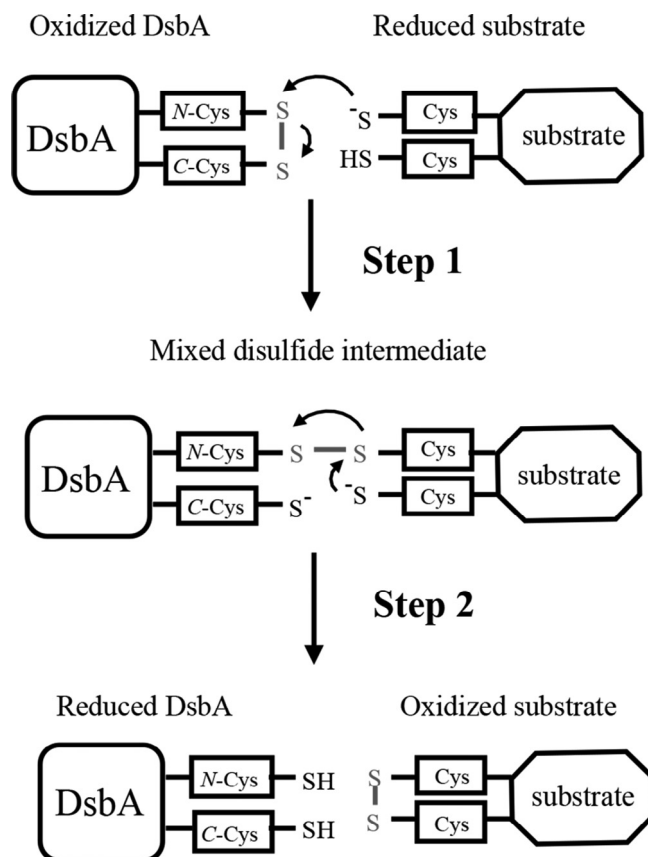 Oxidized DsbA Reduced substrate
DsbA N-Cys S -S Cys substrate
C-Cys S HS Cys
Step 1
Mixed disulfide intermediate
DsbA N-Cys S S Cys substrate
C-Cys S- -S Cys
Step 2
Reduced DsbA Oxidized substrate
DsbA N-Cys SH S Cys substrate
C-Cys SH S Cys